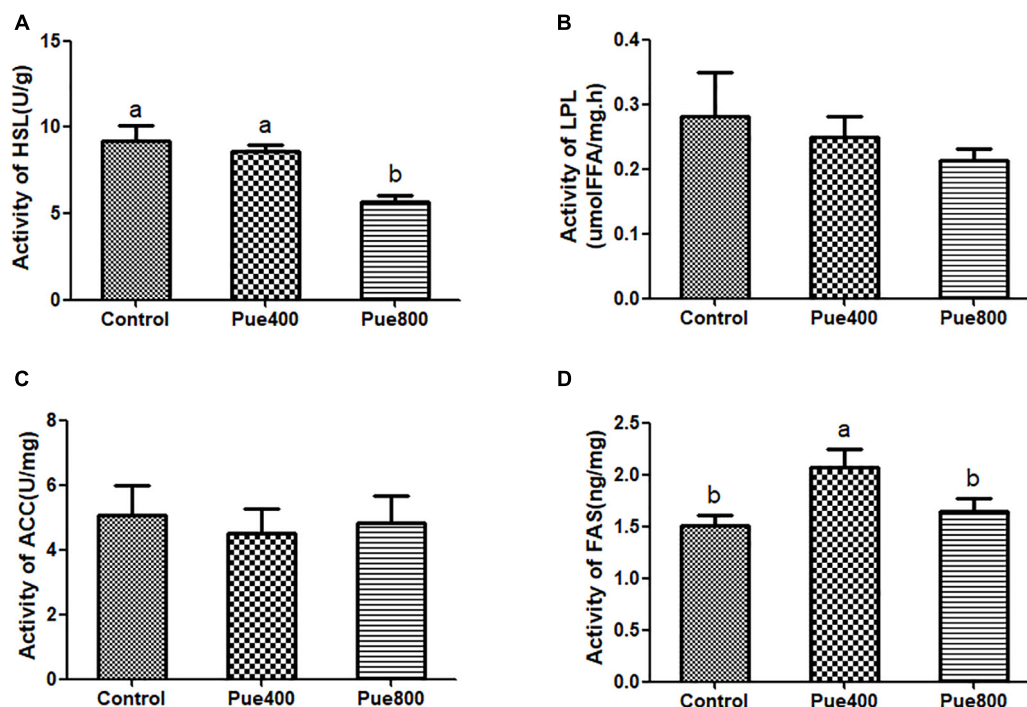 A
Activity of HSL(U/g)
15
10
5
0
a
a
b
Control
Pue400
Pue800
B
Activity of LPL
(umolFFA/mg.h)
0.4
0.3
0.2
0.1
0.0
Control
Pue400
Pue800
C
Activity of ACC(U/mg)
8
6
4
2
0
Control
Pue400
Pue800
D
Activity of FAS(ng/mg)
2.5
2.0
1.5
1.0
0.5
0.0
b
a
b
Control
Pue400
Pue800